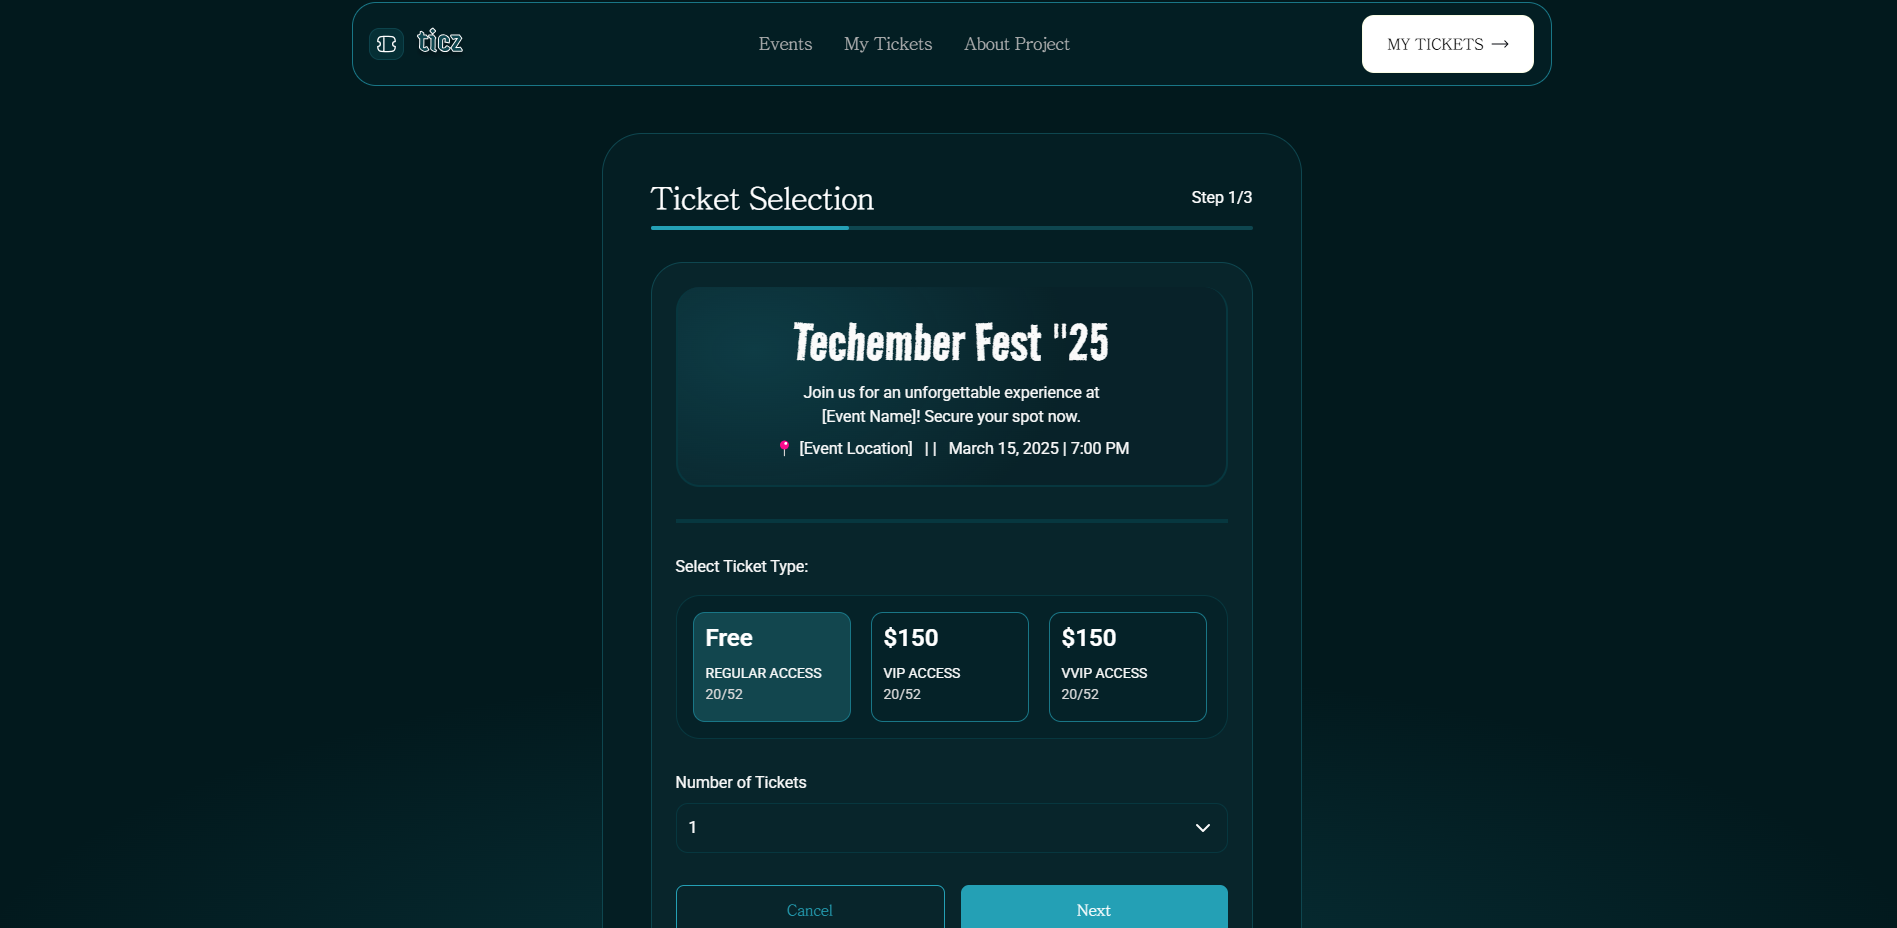 ticz
Events
My Tickets
About Project
MY TICKETS →
Ticket Selection
Step 1/3
Techember Fest "25
Join us for an unforgettable experience at
[Event Name]! Secure your spot now.
📍 [Event Location] || March 15, 2025 | 7:00 PM
Select Ticket Type:
Free
REGULAR ACCESS
20/52
$150
VIP ACCESS
20/52
$150
VVIP ACCESS
20/52
Number of Tickets
1
Cancel
Next